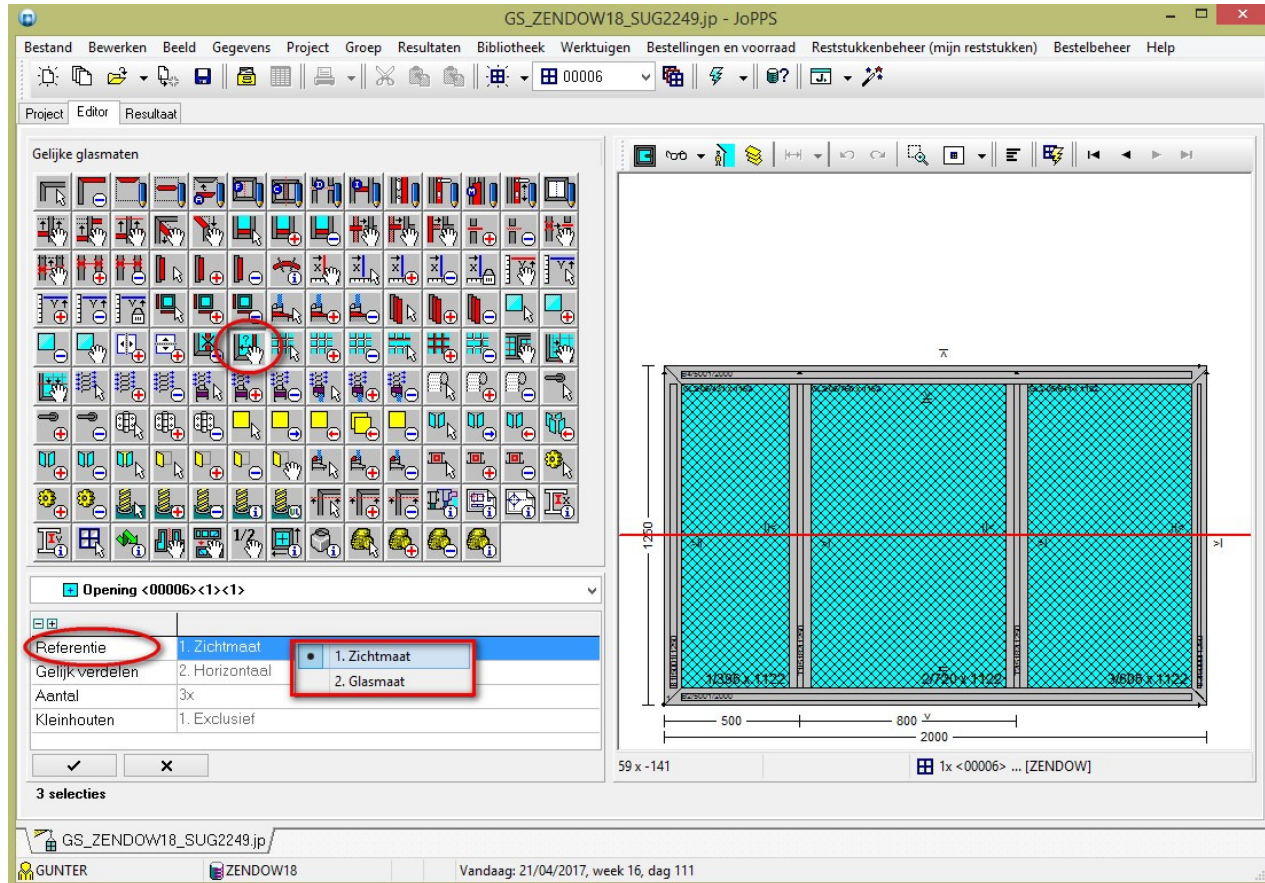 GS_ZENDOW18_SUG2249.jp - JoPPS
Bestand Bewerken Beeld Gegevens Project Groep Resultaten Bibliotheek Werktuigen Bestellingen en voorraad Reststukkenbeheer (mijn reststukken) Bestelbeheer Help
00006
Project Editor Resultaat
Gelijke glasmaten
Opening <00006><1><1>
Referentie 1. Zichtmaat
1. Zichtmaat
Gelijk verdelen 2. Horizontaal
2. Glasmaat
Aantal 3x
Kleinhouten 1. Exclusief
3 selecties
1250
1/396 x 1122 2/720 x 1122 3/606 x 1122
500 800
2000
59 x -141 1x <00006> ... [ZENDOW]
GS_ZENDOW18_SUG2249.jp
GUNTER ZENDOW18 Vandaag: 21/04/2017, week 16, dag 111